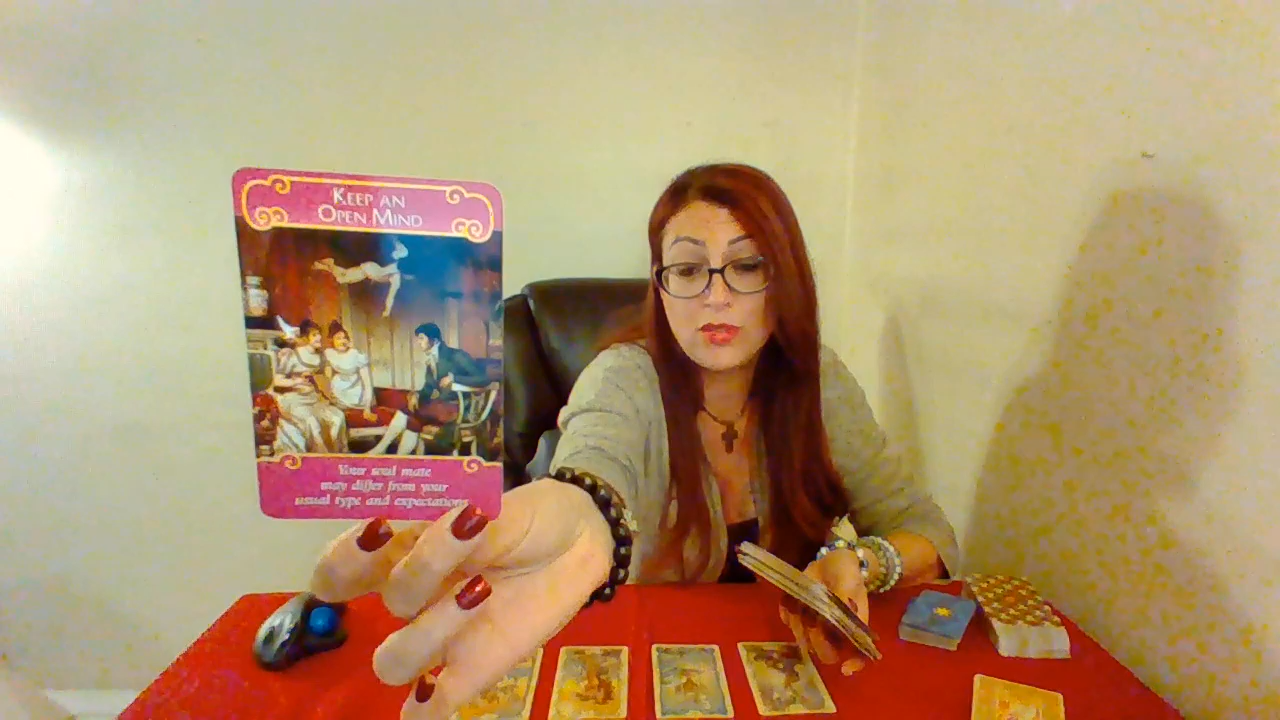 KEEP AN
OPEN MIND
Your soul mate
may differ from your
usual type and expectations